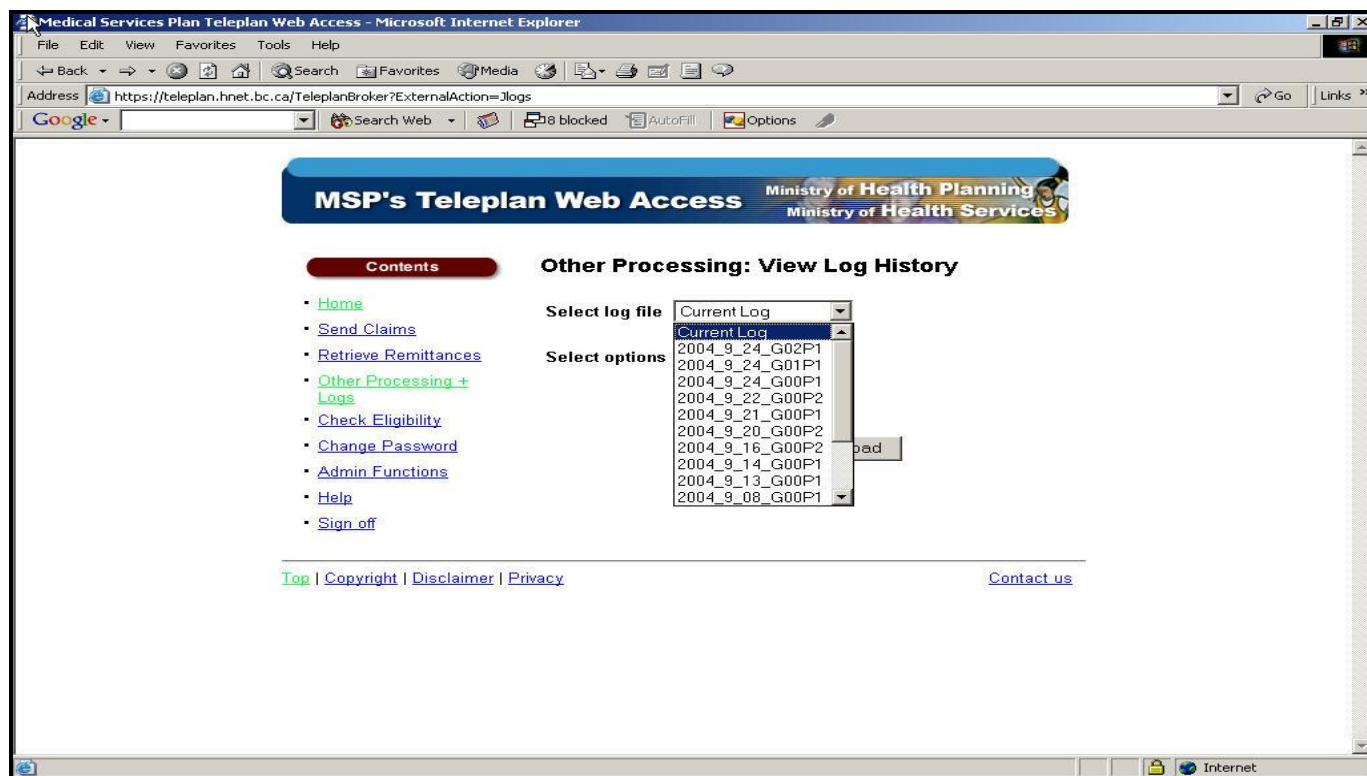 Medical Services Plan Teleplan Web Access - Microsoft Internet Explorer
File Edit View Favorites Tools Help
Back Search Favorites Media
Address https://teleplan.hnet.bc.ca/TeleplanBroker?ExternalAction=Jlogs Go Links »
Google Search Web 8 blocked AutoFill Options
MSP's Teleplan Web Access
Ministry of Health Planning
Ministry of Health Services
Contents
Home
Send Claims
Retrieve Remittances
Other Processing +
Logs
Check Eligibility
Change Password
Admin Functions
Help
Sign off
Other Processing: View Log History
Select log file Current Log
Current Log
2004_9_24_G02P1
2004_9_24_G01P1
2004_9_24_G00P1
2004_9_22_G00P2
2004_9_21_G00P1
2004_9_20_G00P2
2004_9_16_G00P2
2004_9_14_G00P1
2004_9_13_G00P1
2004_9_08_G00P1
Select options
oad
Top | Copyright | Disclaimer | Privacy
Contact us
Internet